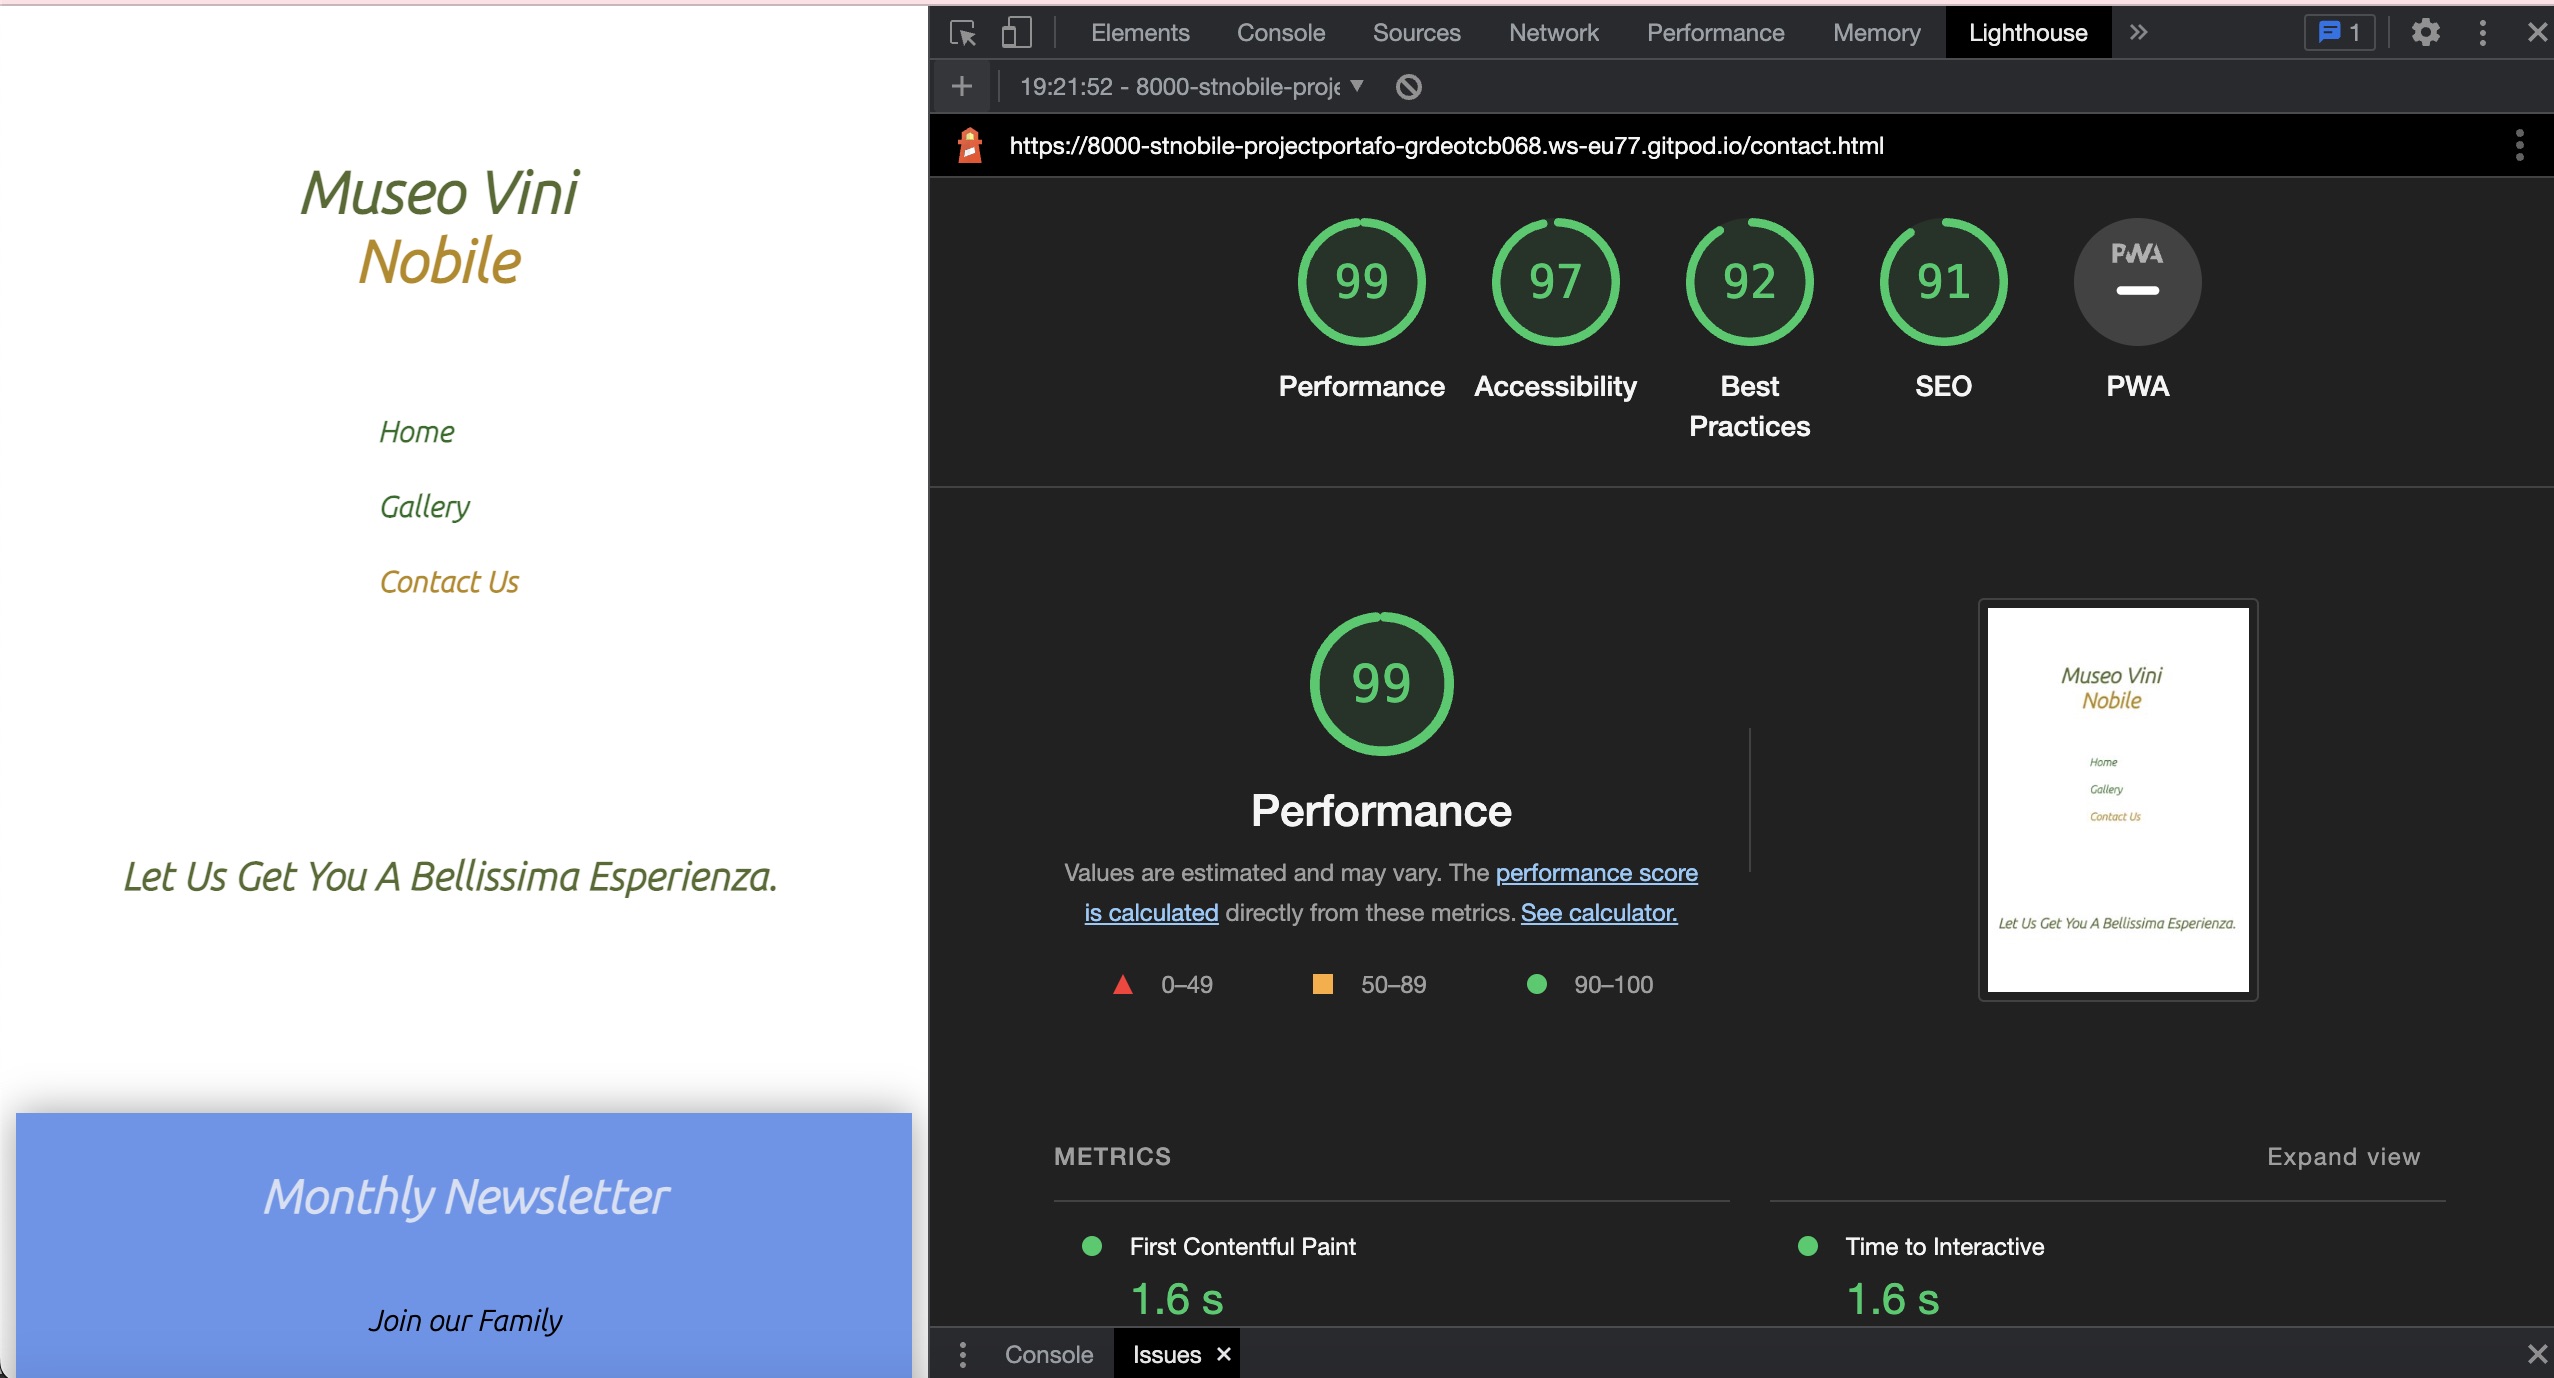 Museo Vini
Nobile
Home
Gallery
Contact Us
Let Us Get You A Bellissima Esperienza.
Monthly Newsletter
Join our Family
Elements Console Sources Network Performance Memory Lighthouse » 1
19:21:52 - 8000-stnobile-proje
https://8000-stnobile-projectportafo-grdeotcb068.ws-eu77.gitpod.io/contact.html
99 97 92 91 PWA
Performance Accessibility Best Practices SEO PWA
99
Performance
Values are estimated and may vary. The performance score
is calculated directly from these metrics. See calculator.
0–49 50–89 90–100
Museo Vini
Nobile
Home
Gallery
Contact Us
Let Us Get You A Bellissima Esperienza.
METRICS Expand view
First Contentful Paint
1.6 s
Time to Interactive
1.6 s
Console Issues